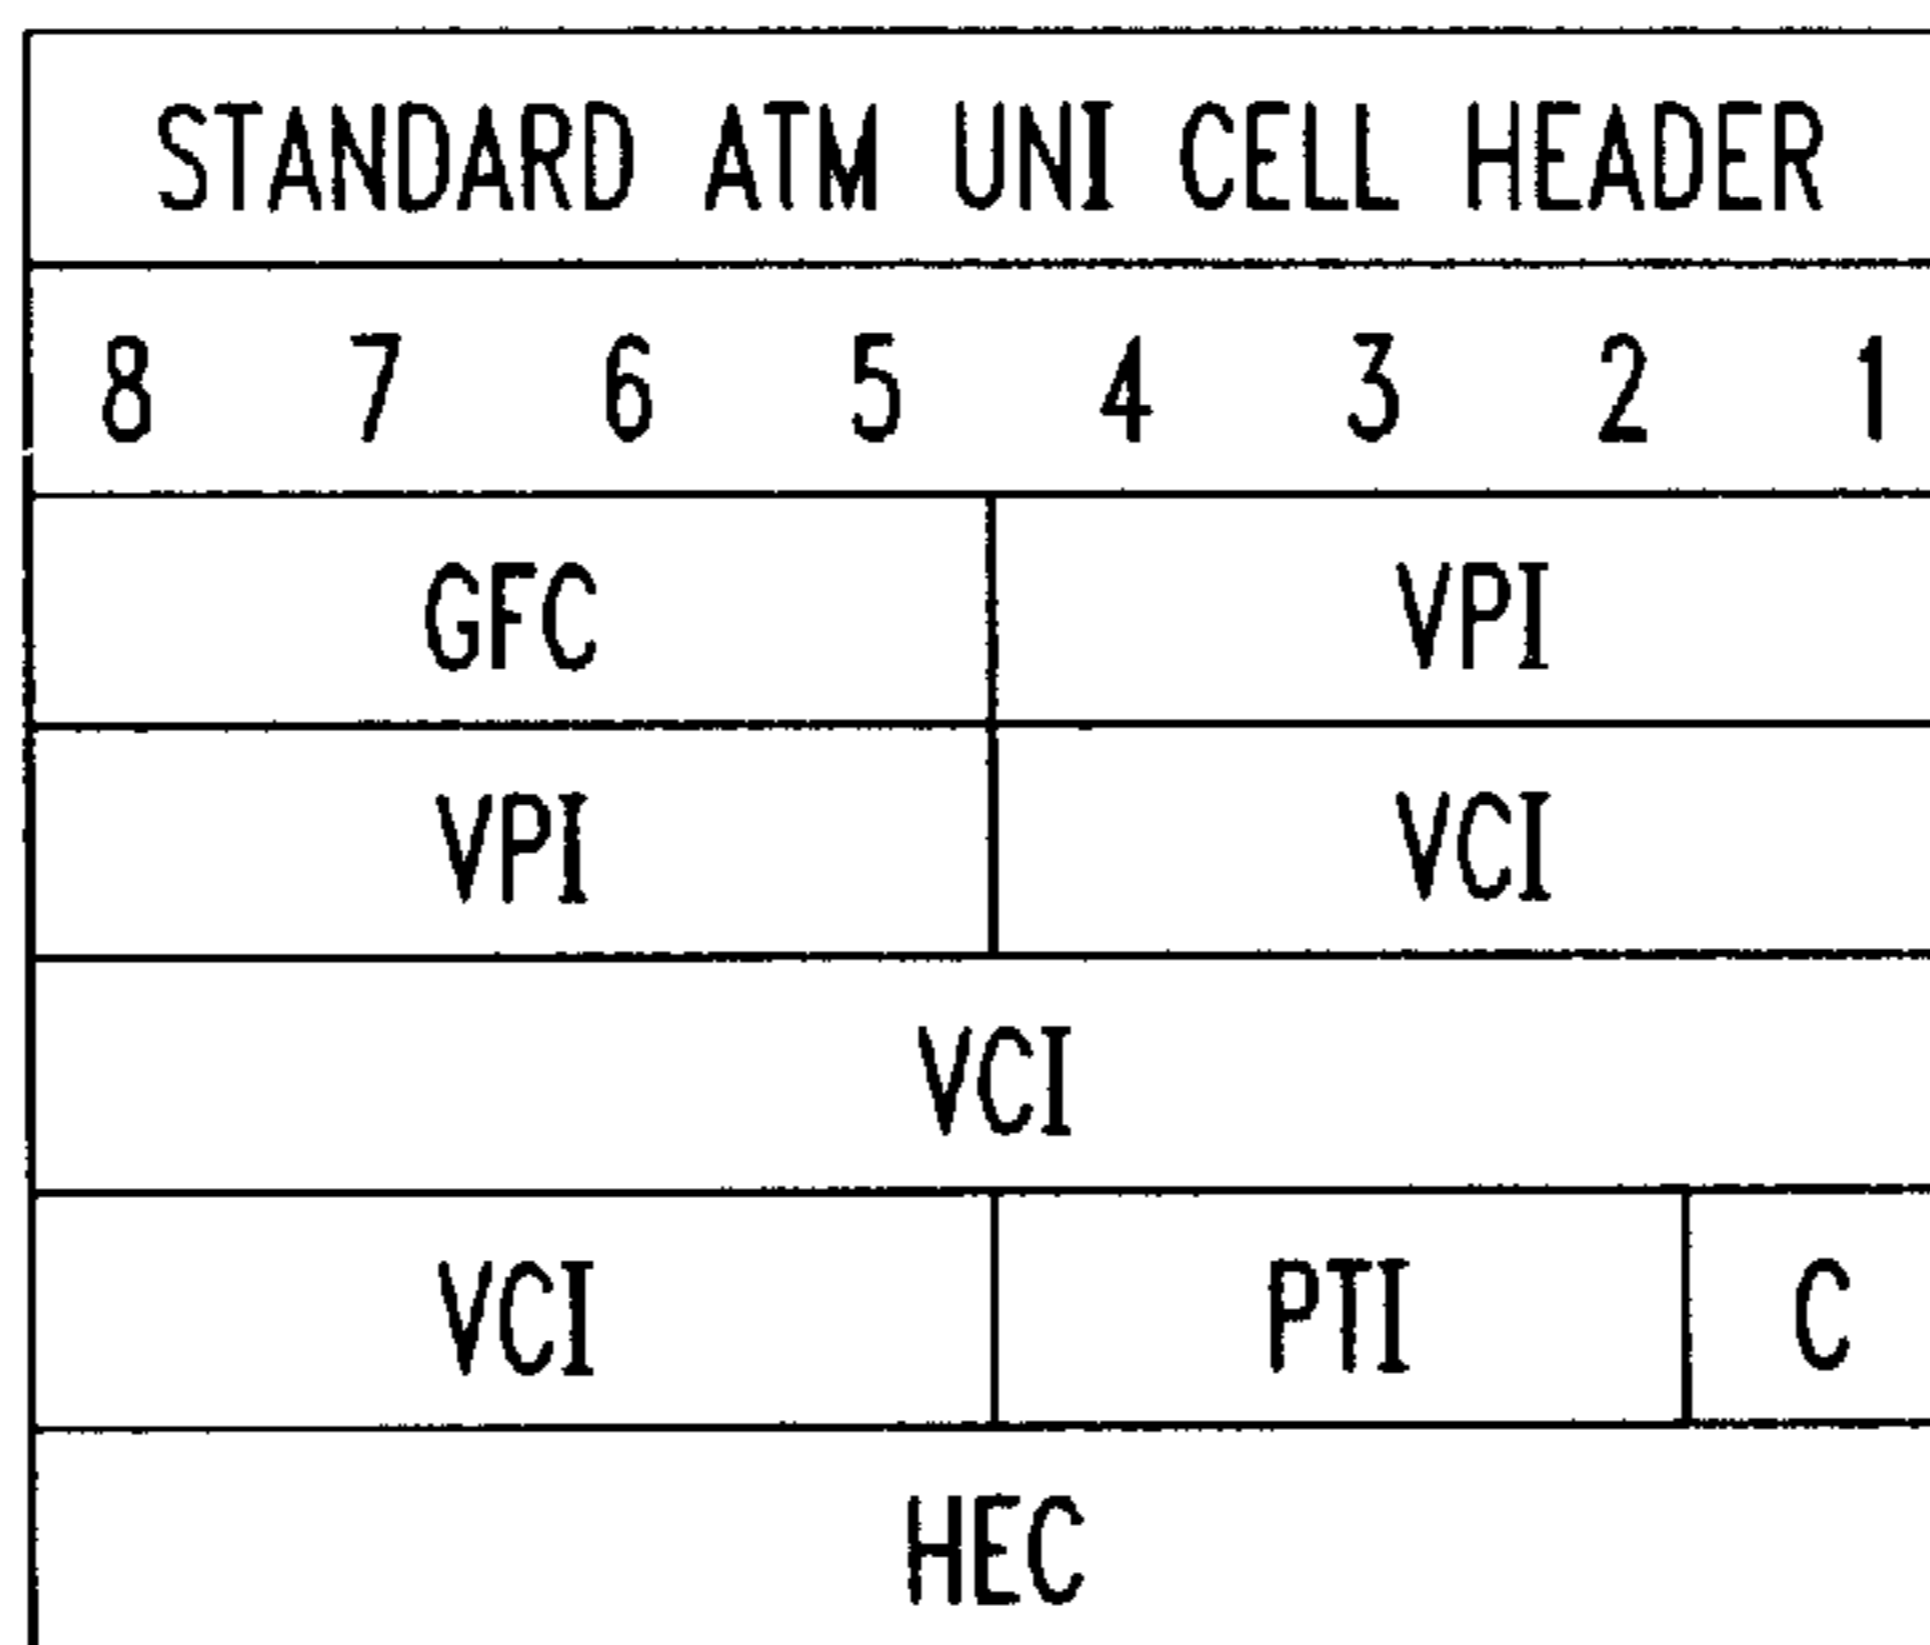 STANDARD ATM UNI CELL HEADER
8 7 6 5 4 3 2 1
GFC VPI
VPI VCI
VCI
VCI PTI C
HEC